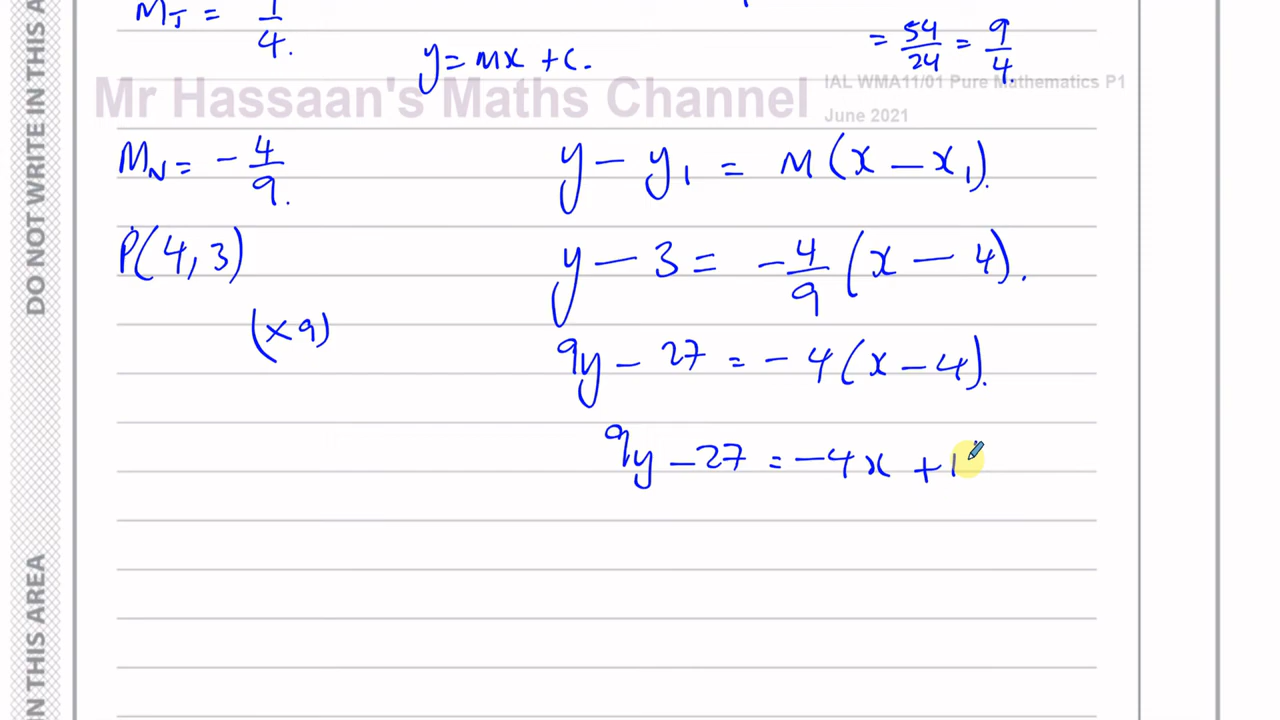 M_T = 
4.
y = mx + c.
= 54/24 = 9/4.
Mr Hassaan's Maths Channel
IAL WMA11/01 Pure Mathematics P1
June 2021
M_N = -4/9.
y - y₁ = M(x - x₁).
P(4,3)
y - 3 = -4/9 (x - 4).
(×9)
9y - 27 = -4(x - 4).
9y - 27 = -4x + 1
DO NOT WRITE IN THIS A
IN THIS AREA